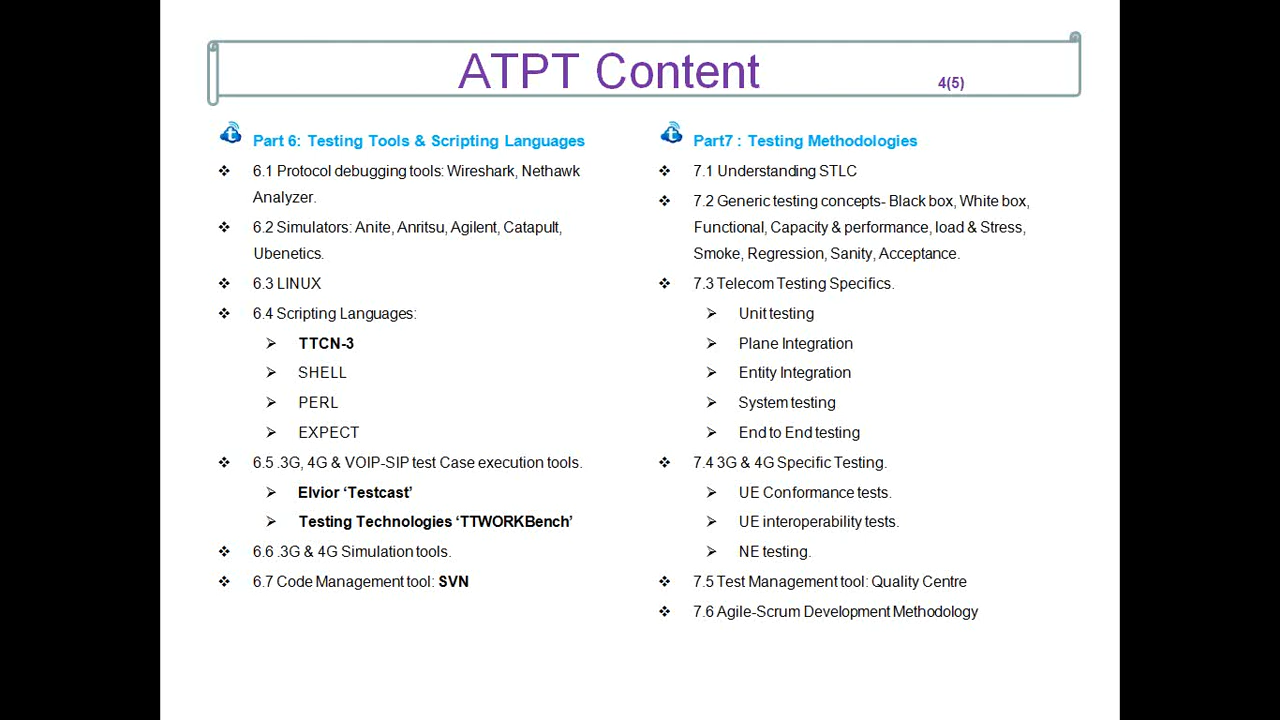 ATPT Content
4(5)
Part 6: Testing Tools & Scripting Languages
6.1 Protocol debugging tools: Wireshark, Nethawk
Analyzer.
6.2 Simulators: Anite, Anritsu, Agilent, Catapult,
Ubenetics.
6.3 LINUX
6.4 Scripting Languages:
TTCN-3
SHELL
PERL
EXPECT
6.5 .3G, 4G & VOIP-SIP test Case execution tools.
Elvior ‘Testcast’
Testing Technologies ‘TTWORKBench’
6.6 .3G & 4G Simulation tools.
6.7 Code Management tool: SVN
Part7 : Testing Methodologies
7.1 Understanding STLC
7.2 Generic testing concepts- Black box, White box,
Functional, Capacity & performance, load & Stress,
Smoke, Regression, Sanity, Acceptance.
7.3 Telecom Testing Specifics.
Unit testing
Plane Integration
Entity Integration
System testing
End to End testing
7.4 3G & 4G Specific Testing.
UE Conformance tests.
UE interoperability tests.
NE testing.
7.5 Test Management tool: Quality Centre
7.6 Agile-Scrum Development Methodology